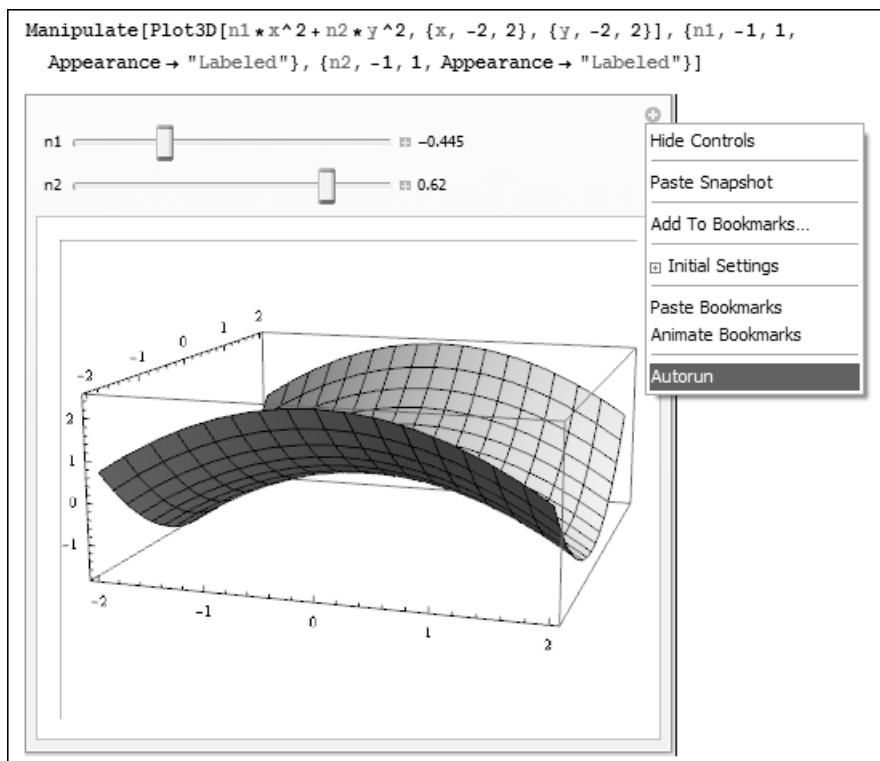 Manipulate[Plot3D[n1*x^2+n2*y^2, {x, -2, 2}, {y, -2, 2}], {n1, -1, 1,
Appearance → "Labeled"}, {n2, -1, 1, Appearance → "Labeled"}]
n1 -0.445
n2 0.62
Hide Controls
Paste Snapshot
Add To Bookmarks...
Initial Settings
Paste Bookmarks
Animate Bookmarks
Autorun
2
1
0
-1
-2
2
1
0
-1
-2
-1
0
1
2